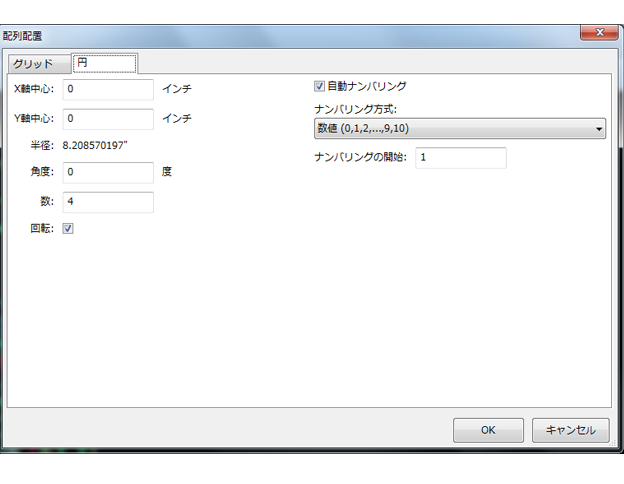 配列配置
グリッド
円
X軸中心: 0 インチ
Y軸中心: 0 インチ
半径: 8.208570197"
角度: 0 度
数: 4
回転:
自動ナンバリング
ナンバリング方式:
数値 (0,1,2,...,9,10)
ナンバリングの開始: 1
OK
キャンセル